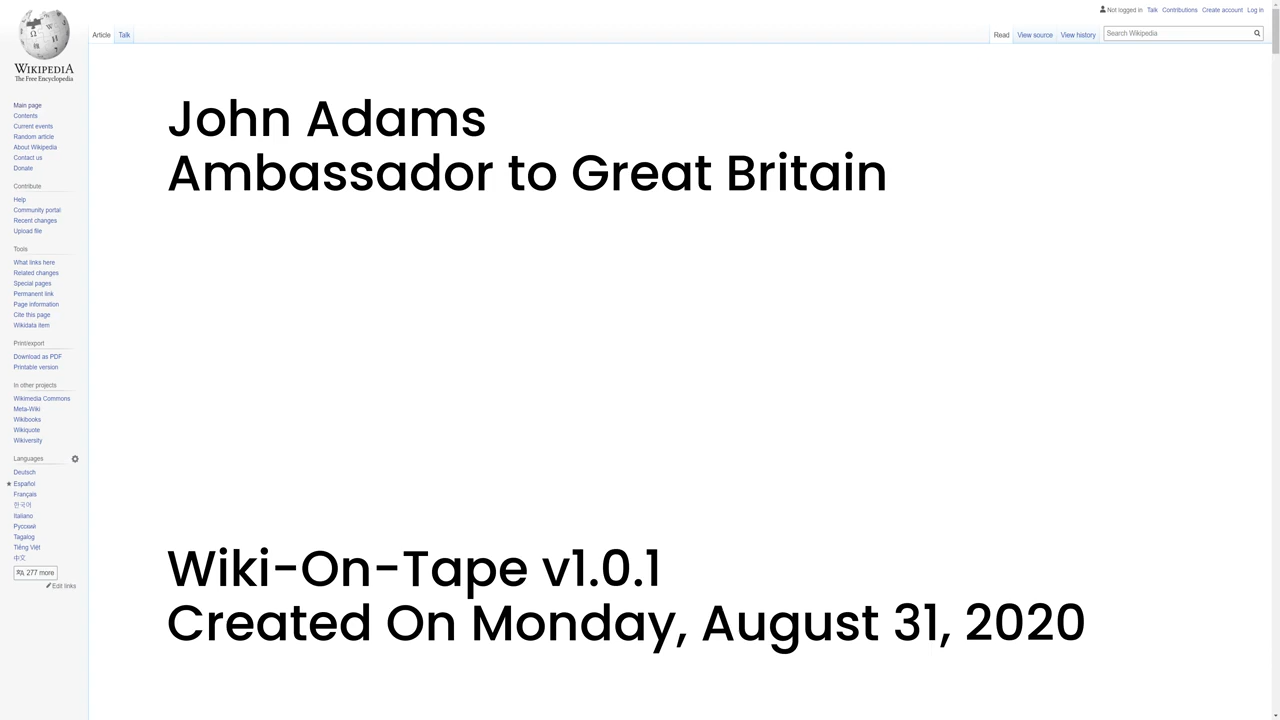 Not logged in Talk Contributions Create account Log in
Article Talk
Read View source View history Search Wikipedia
WIKIPEDIA
The Free Encyclopedia
Main page
Contents
Current events
Random article
About Wikipedia
Contact us
Donate
Contribute
Help
Community portal
Recent changes
Upload file
Tools
What links here
Related changes
Special pages
Permanent link
Page information
Cite this page
Wikidata item
Print/export
Download as PDF
Printable version
In other projects
Wikimedia Commons
Meta-Wiki
Wikibooks
Wikiquote
Wikiversity
Languages
Deutsch
Español
Français
한국어
Italiano
Русский
Tagalog
Tiếng Việt
中文
277 more
Edit links
John Adams
Ambassador to Great Britain
Wiki-On-Tape v1.0.1
Created On Monday, August 31, 2020